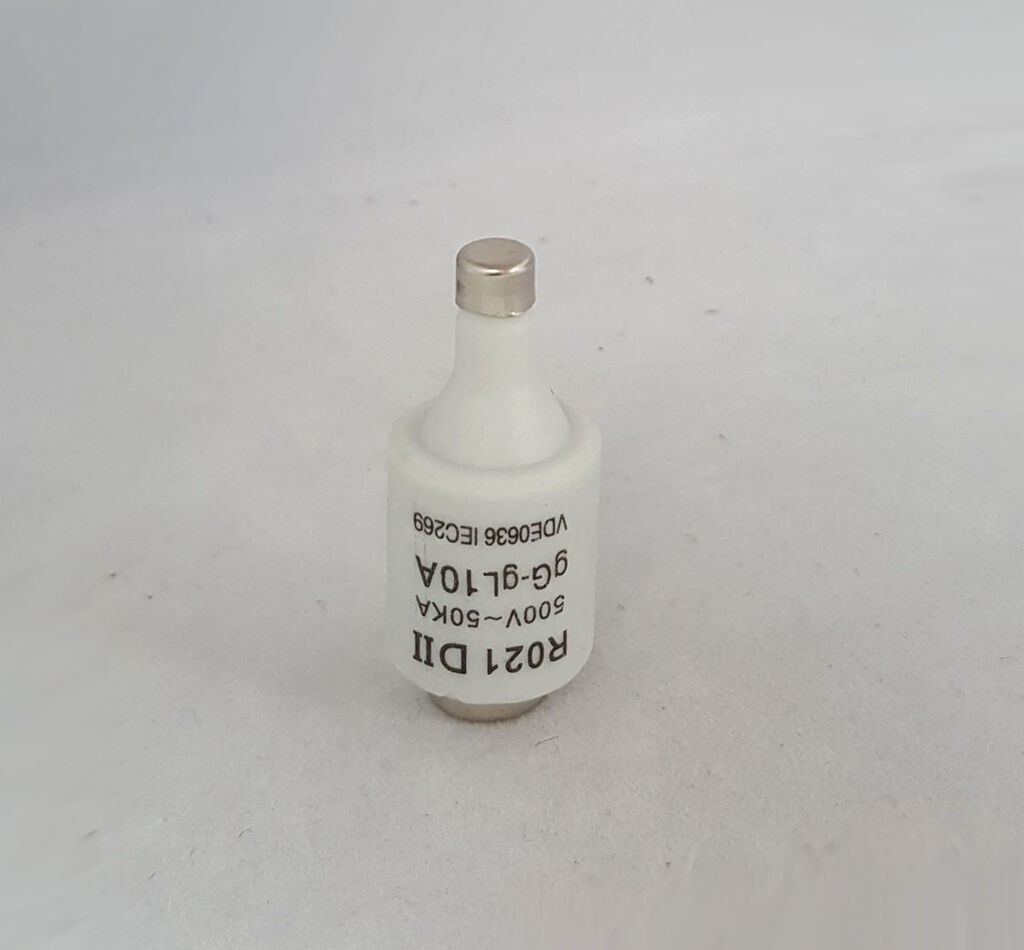 R021 DII
500V~50KA
gG-gL10A
VDE0636 IEC269